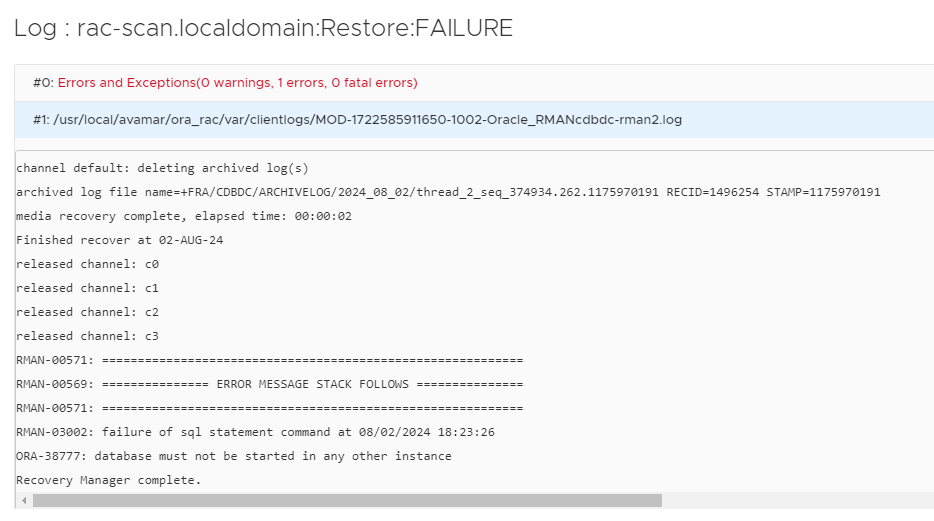 Log : rac-scan.localdomain:Restore:FAILURE
#0: Errors and Exceptions(0 warnings, 1 errors, 0 fatal errors)
#1: /usr/local/avamar/ora_rac/var/clientlogs/MOD-1722585911650-1002-Oracle_RMANcdbdc-rman2.log
channel default: deleting archived log(s)
archived log file name=+FRA/CDBDC/ARCHIVELOG/2024_08_02/thread_2_seq_374934.262.1175970191 RECID=1496254 STAMP=1175970191
media recovery complete, elapsed time: 00:00:02
Finished recover at 02-AUG-24
released channel: c0
released channel: c1
released channel: c2
released channel: c3
RMAN-00571: ===========================================================
RMAN-00569: =============== ERROR MESSAGE STACK FOLLOWS ===============
RMAN-00571: ===========================================================
RMAN-03002: failure of sql statement command at 08/02/2024 18:23:26
ORA-38777: database must not be started in any other instance
Recovery Manager complete.